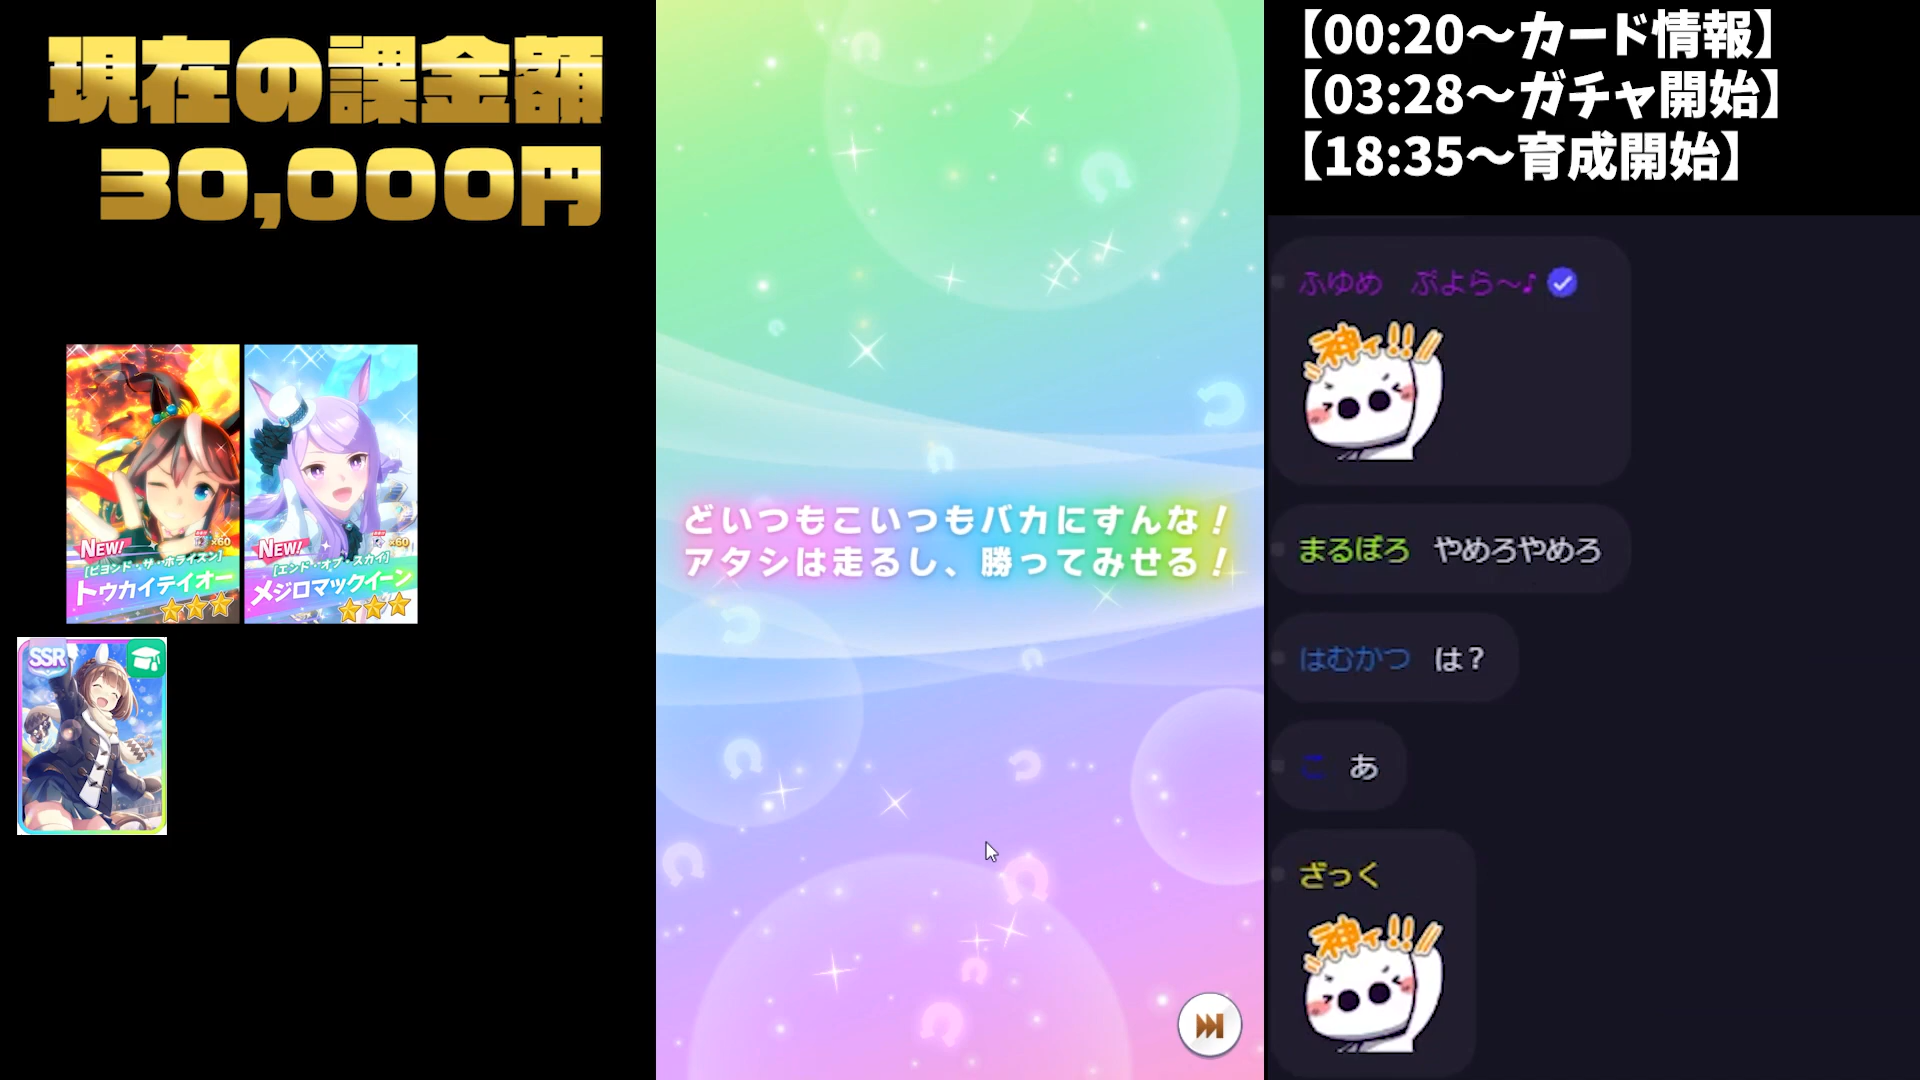 現在の課金額
30,000円
NEW!
×60
[ビヨンド・ザ・ホライズン]
トウカイテイオー
NEW!
×60
[エンド・オブ・スカイ]
メジロマックイーン
SSR
どいつもこいつもバカにすんな！
アタシは走るし、勝ってみせる！
【00:20～カード情報】
【03:28～ガチャ開始】
【18:35～育成開始】
ふゆめ ぷよら～♪
神ィ!!
まるぼろ やめろやめろ
はむかつ は？
こ あ
ざっく
神ィ!!